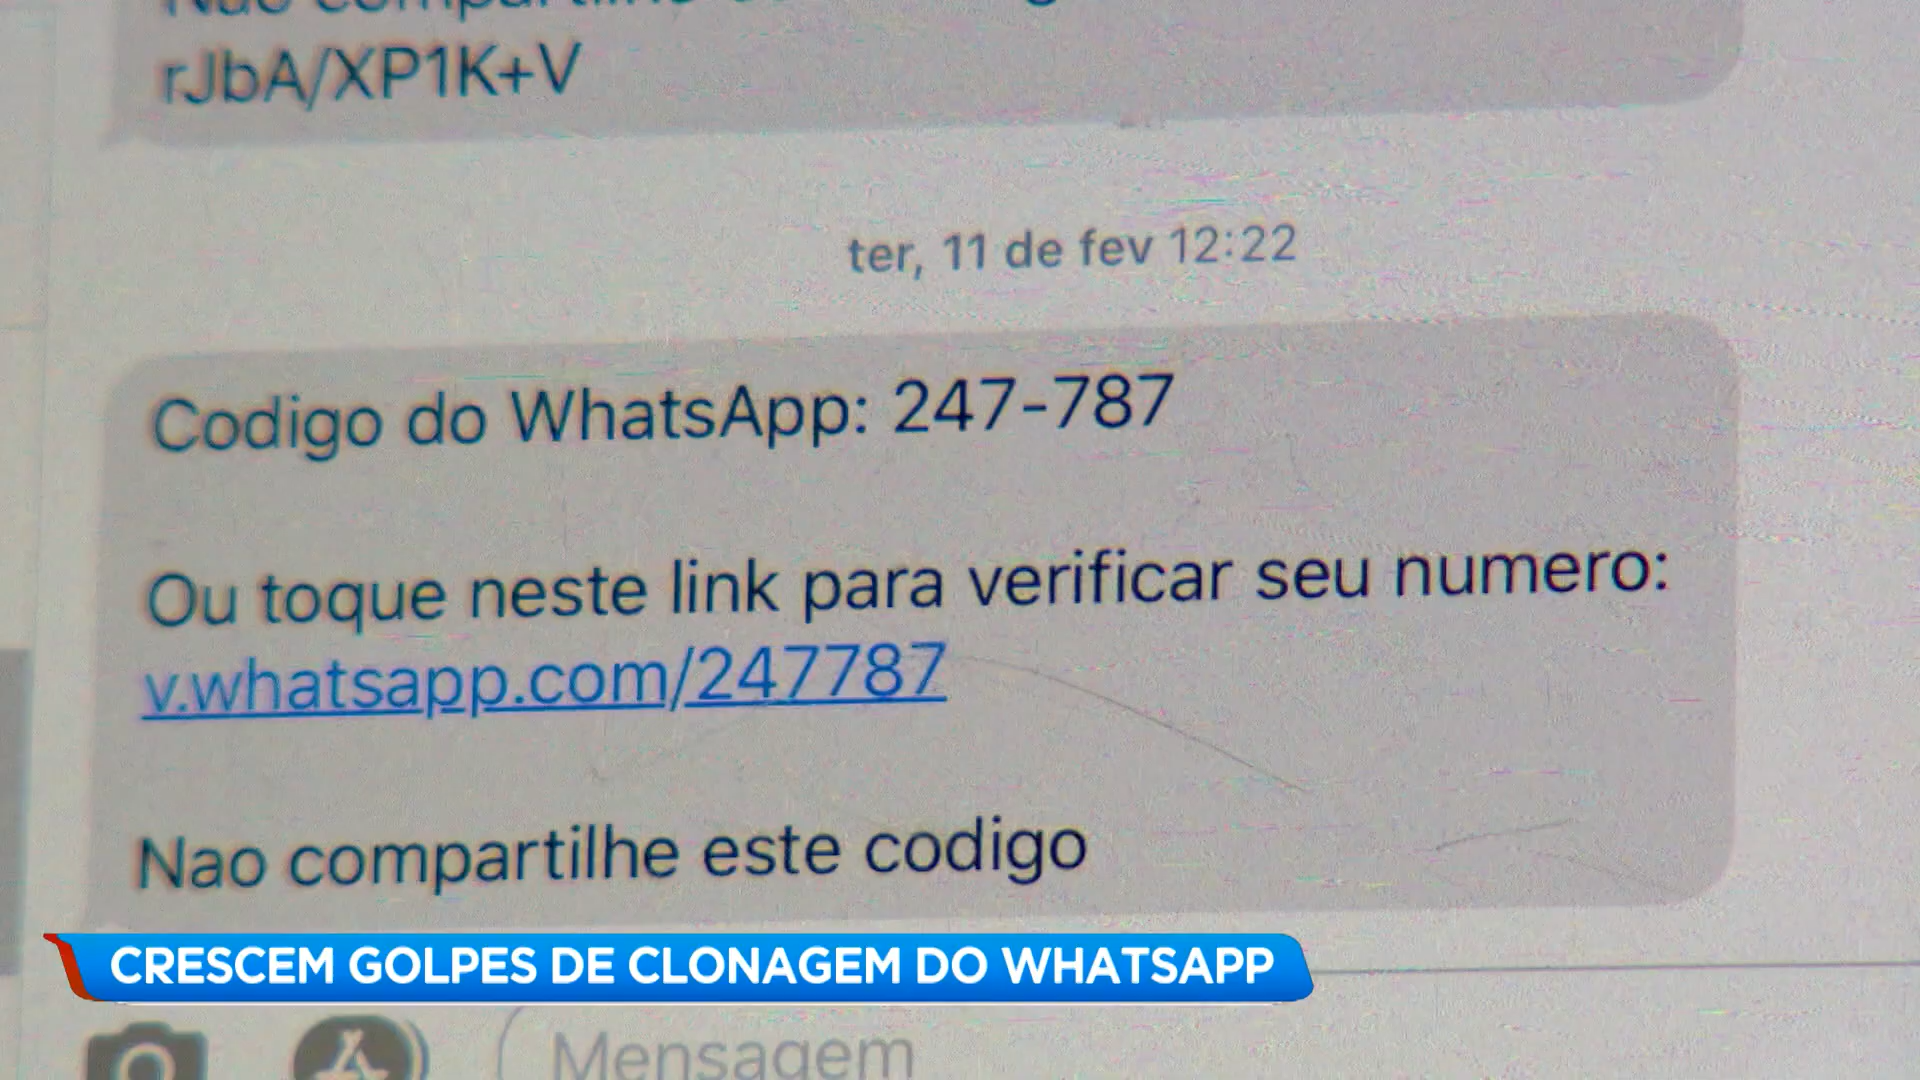 rJbA/XP1K+V
ter, 11 de fev 12:22
Codigo do WhatsApp: 247-787
Ou toque neste link para verificar seu numero:
v.whatsapp.com/247787
Nao compartilhe este codigo
CRESCEM GOLPES DE CLONAGEM DO WHATSAPP
Mensagem